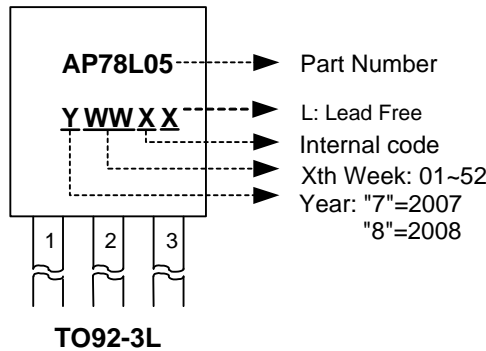 AP78L05 Part Number
Y WW X X L: Lead Free
Internal code
Xth Week: 01~52
Year: "7"=2007
"8"=2008
1 2 3
TO92-3L